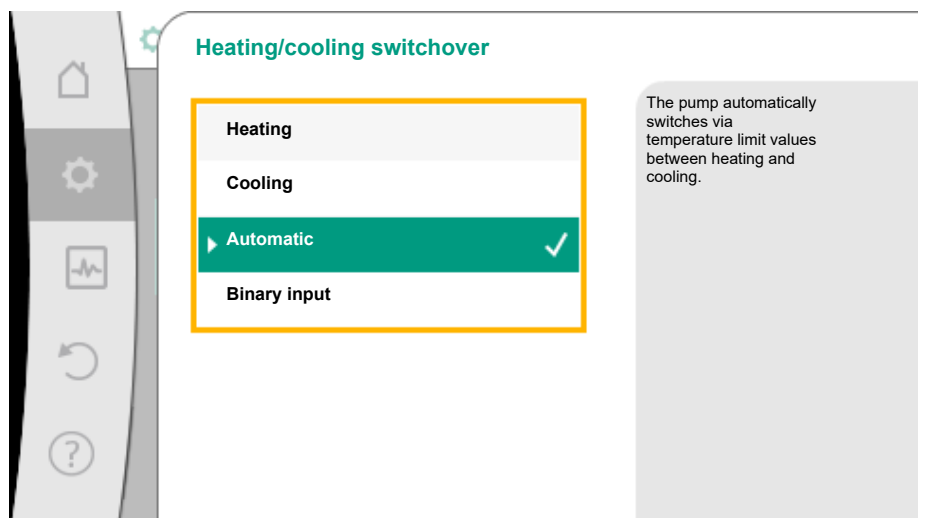 Heating/cooling switchover
Heating
Cooling
Automatic
Binary input
The pump automatically
switches via
temperature limit values
between heating and
cooling.
?